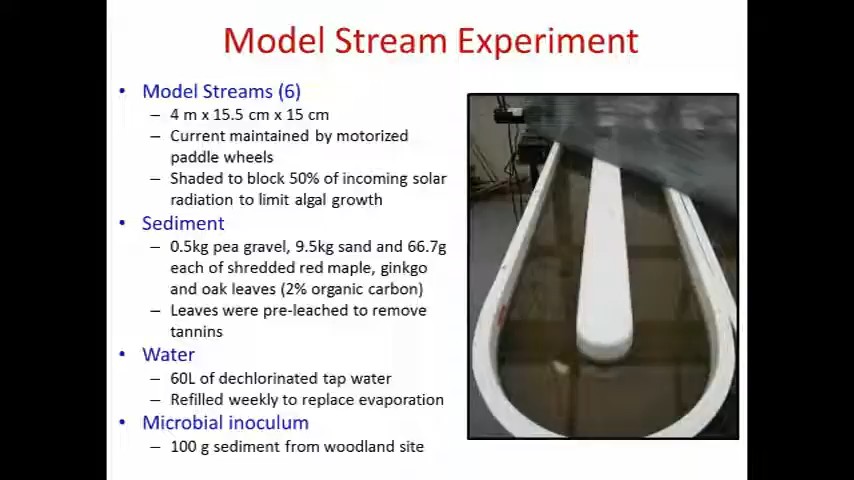 Model Stream Experiment
• Model Streams (6)
– 4 m x 15.5 cm x 15 cm
– Current maintained by motorized
paddle wheels
– Shaded to block 50% of incoming solar
radiation to limit algal growth
• Sediment
– 0.5kg pea gravel, 9.5kg sand and 66.7g
each of shredded red maple, ginkgo
and oak leaves (2% organic carbon)
– Leaves were pre-leached to remove
tannins
• Water
– 60L of dechlorinated tap water
– Refilled weekly to replace evaporation
• Microbial inoculum
– 100 g sediment from woodland site